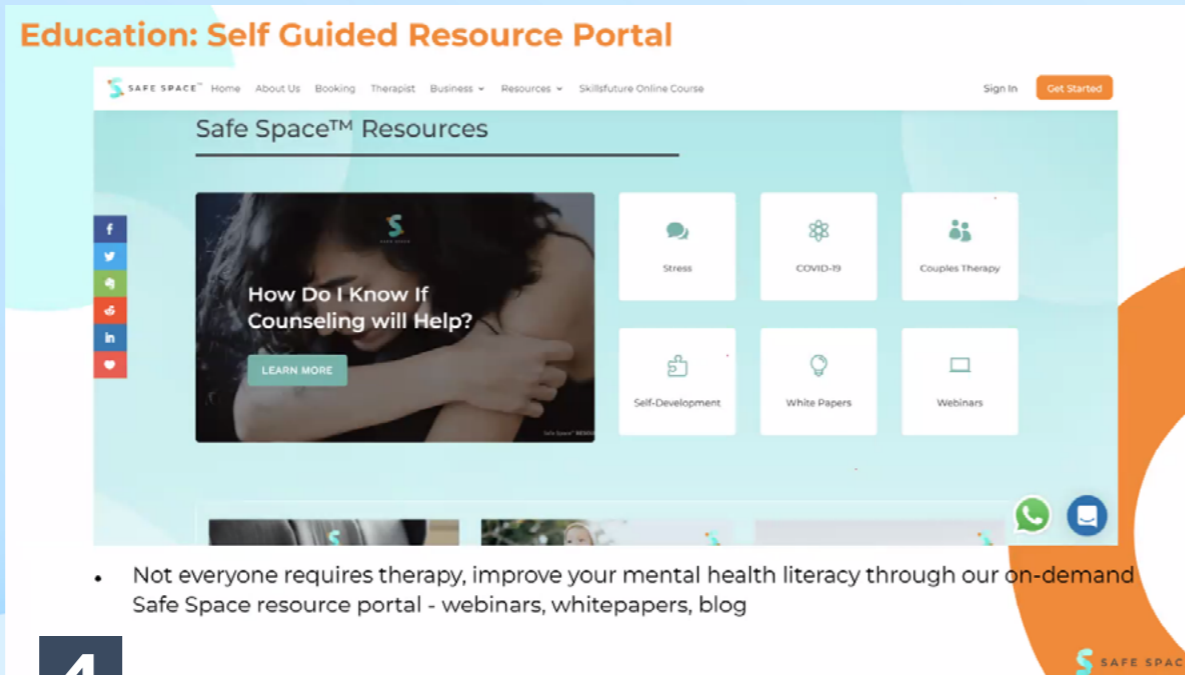 Education: Self Guided Resource Portal
SAFE SPACE™ Home About Us Booking Therapist Business Resources Skillsfuture Online Course Sign In Get Started
Safe Space™ Resources
SAFE SPACE
How Do I Know If
Counseling will Help?
LEARN MORE
Stress
COVID-19
Couples Therapy
Self-Development
White Papers
Webinars
• Not everyone requires therapy, improve your mental health literacy through our on-demand
Safe Space resource portal - webinars, whitepapers, blog
4
SAFE SPAC